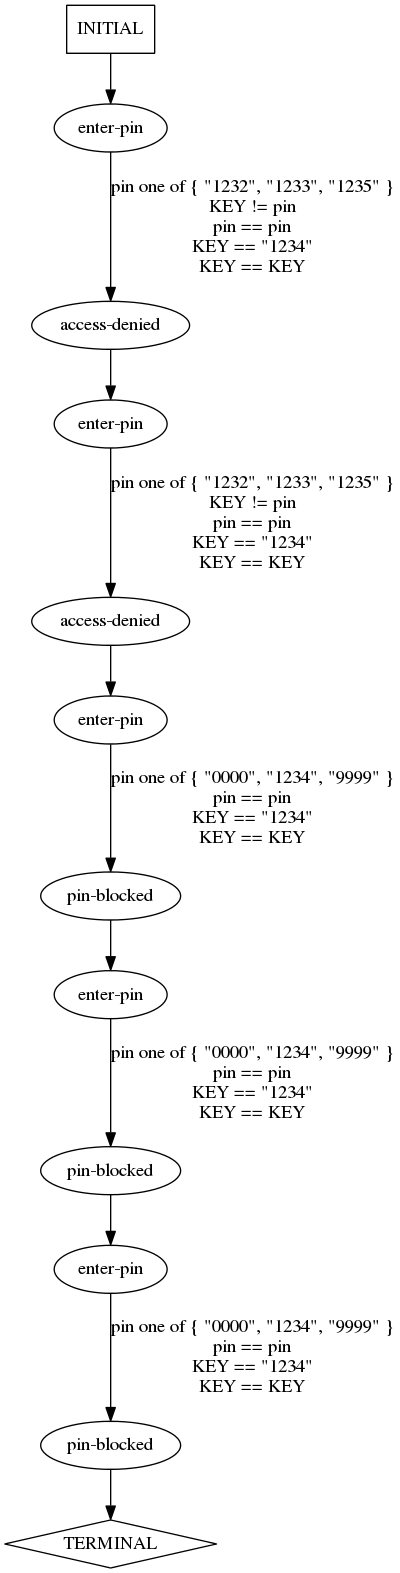 INITIAL
enter-pin
pin one of { "1232", "1233", "1235" }
KEY != pin
pin == pin
KEY == "1234"
KEY == KEY
access-denied
enter-pin
pin one of { "1232", "1233", "1235" }
KEY != pin
pin == pin
KEY == "1234"
KEY == KEY
access-denied
enter-pin
pin one of { "0000", "1234", "9999" }
pin == pin
KEY == "1234"
KEY == KEY
pin-blocked
enter-pin
pin one of { "0000", "1234", "9999" }
pin == pin
KEY == "1234"
KEY == KEY
pin-blocked
enter-pin
pin one of { "0000", "1234", "9999" }
pin == pin
KEY == "1234"
KEY == KEY
pin-blocked
TERMINAL